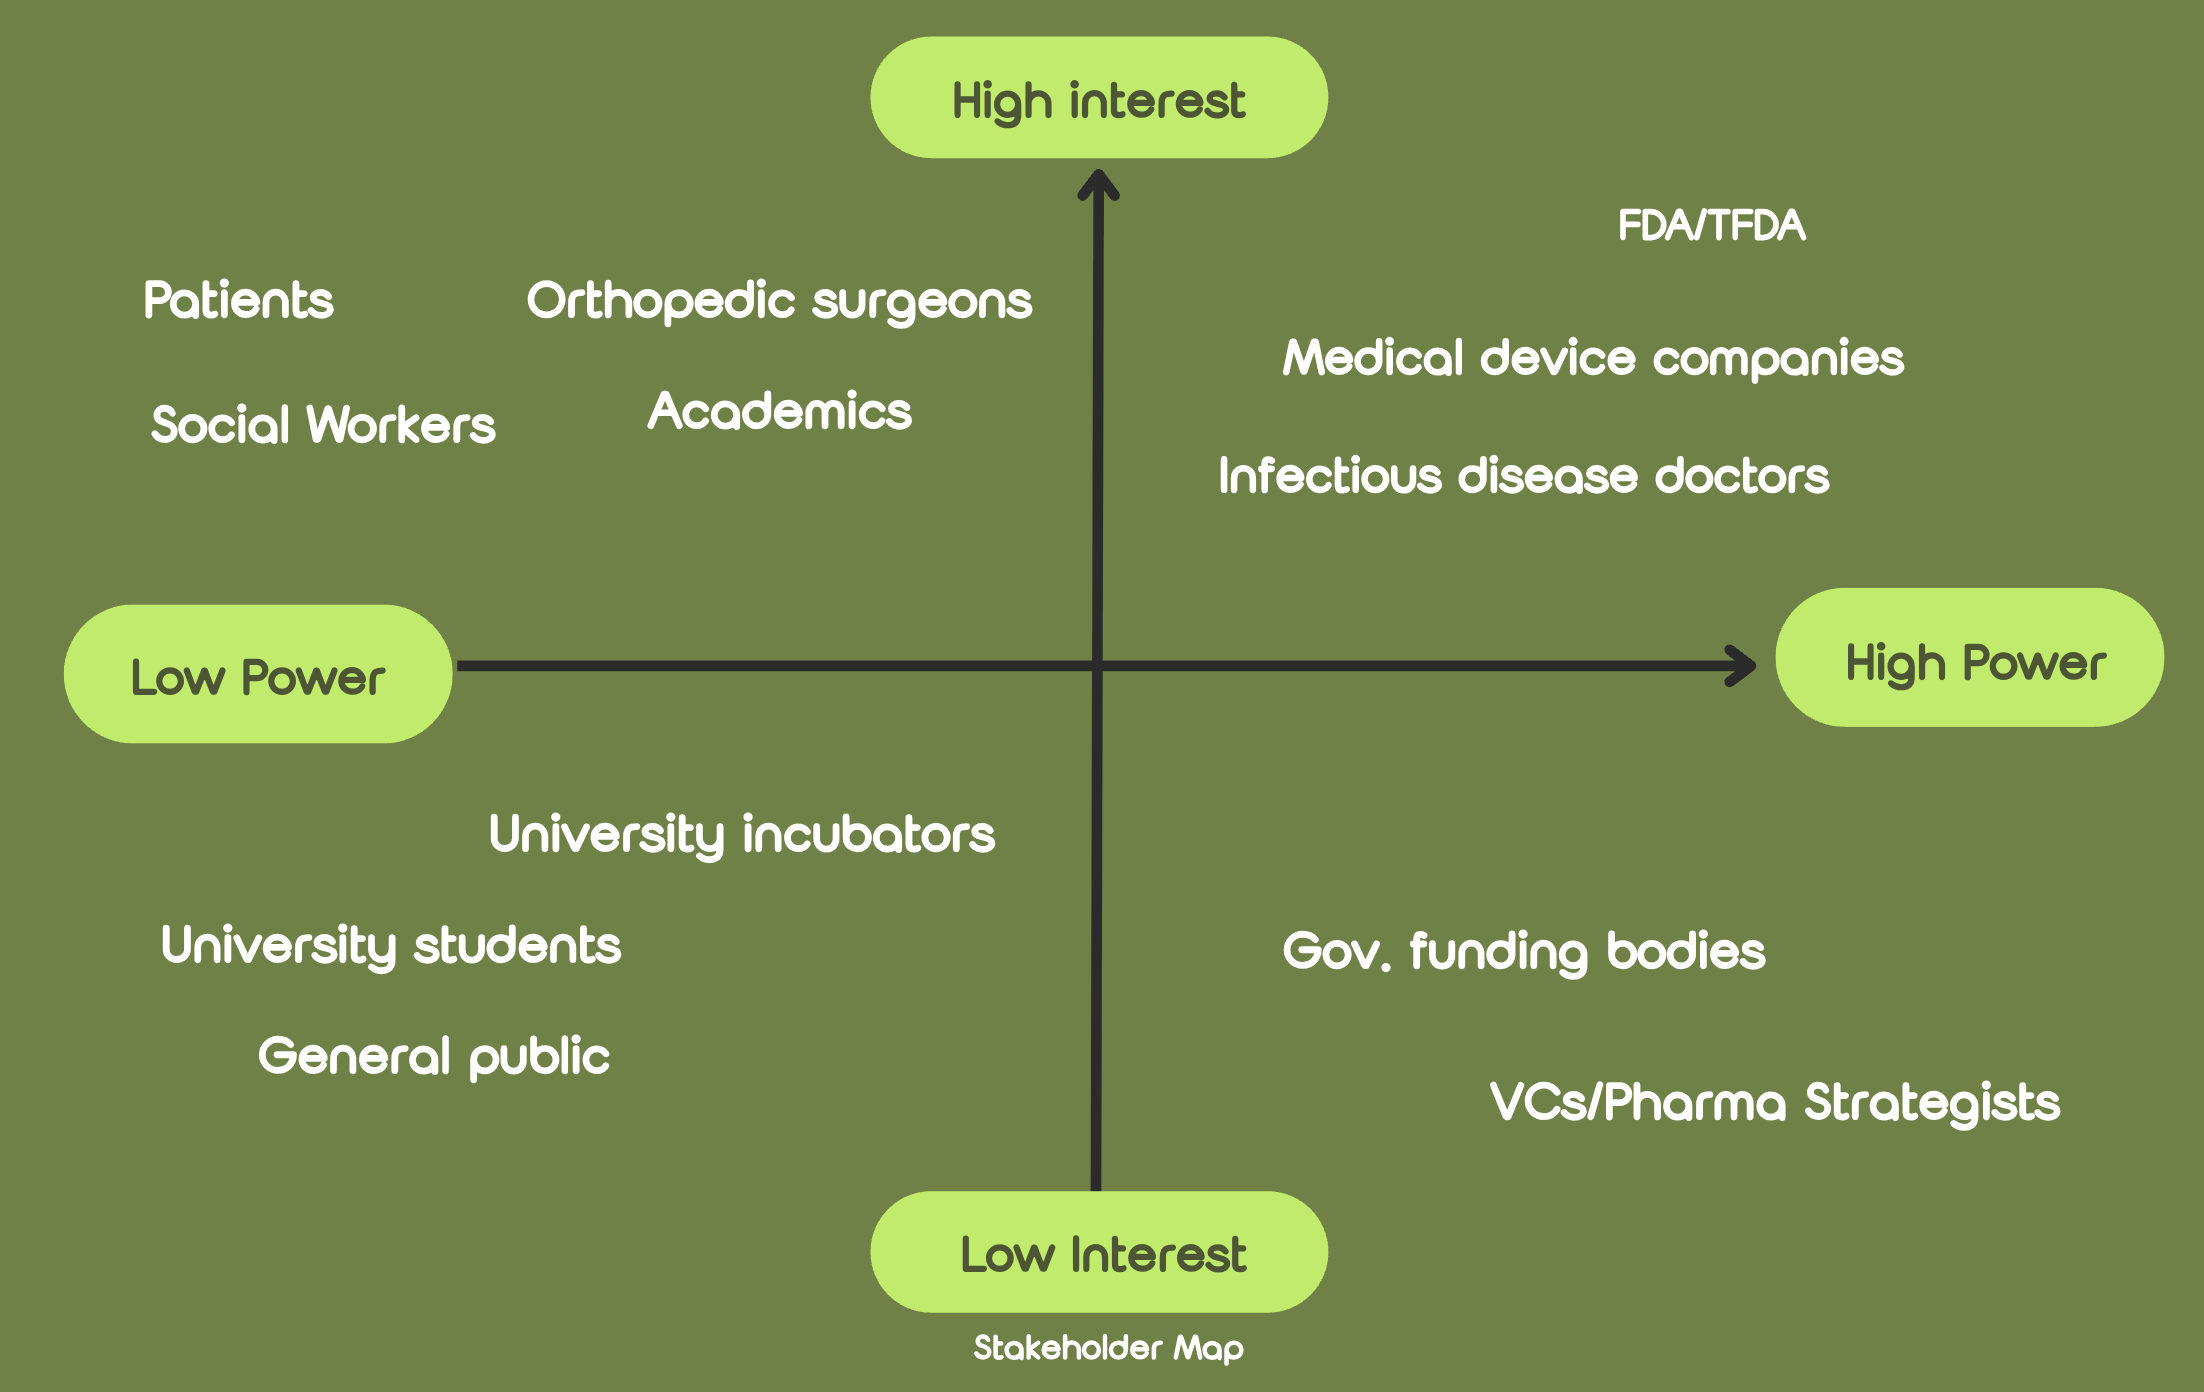 High interest
FDA/TFDA
Patients
Orthopedic surgeons
Medical device companies
Social Workers
Academics
Infectious disease doctors
Low Power
High Power
University incubators
University students
Gov. funding bodies
General public
VCs/Pharma Strategists
Low Interest
Stakeholder Map